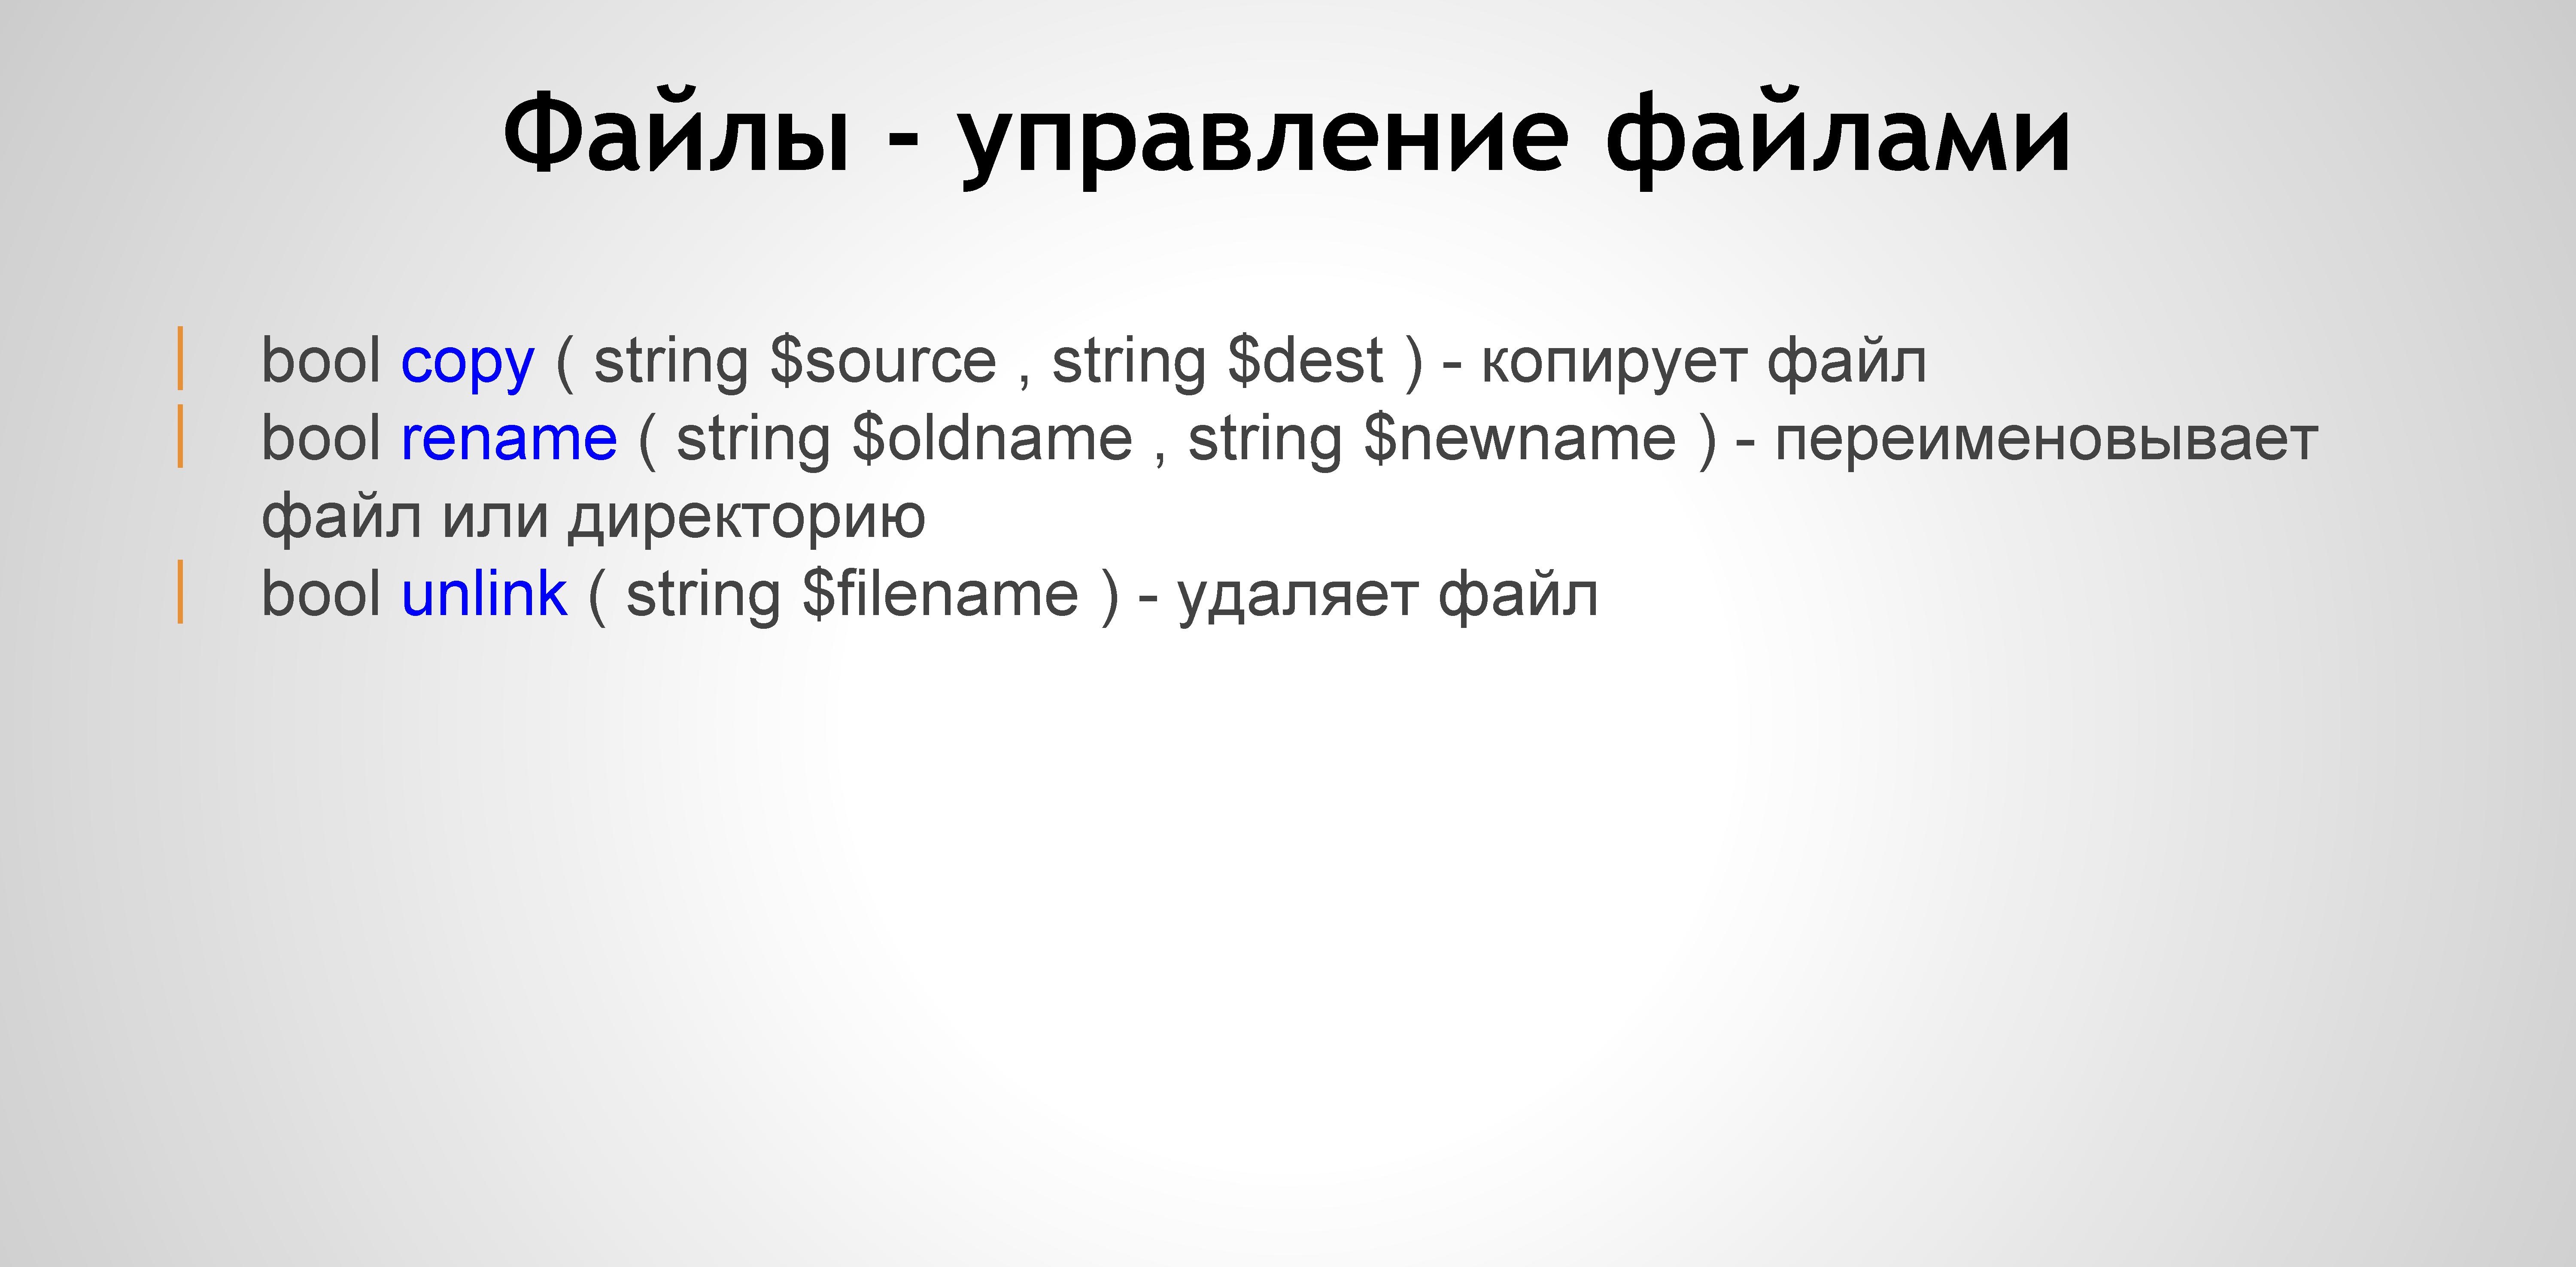 Файлы - управление файлами
bool copy ( string $source , string $dest ) - копирует файл
bool rename ( string $oldname , string $newname ) - переименовывает
файл или директорию
bool unlink ( string $filename ) - удаляет файл